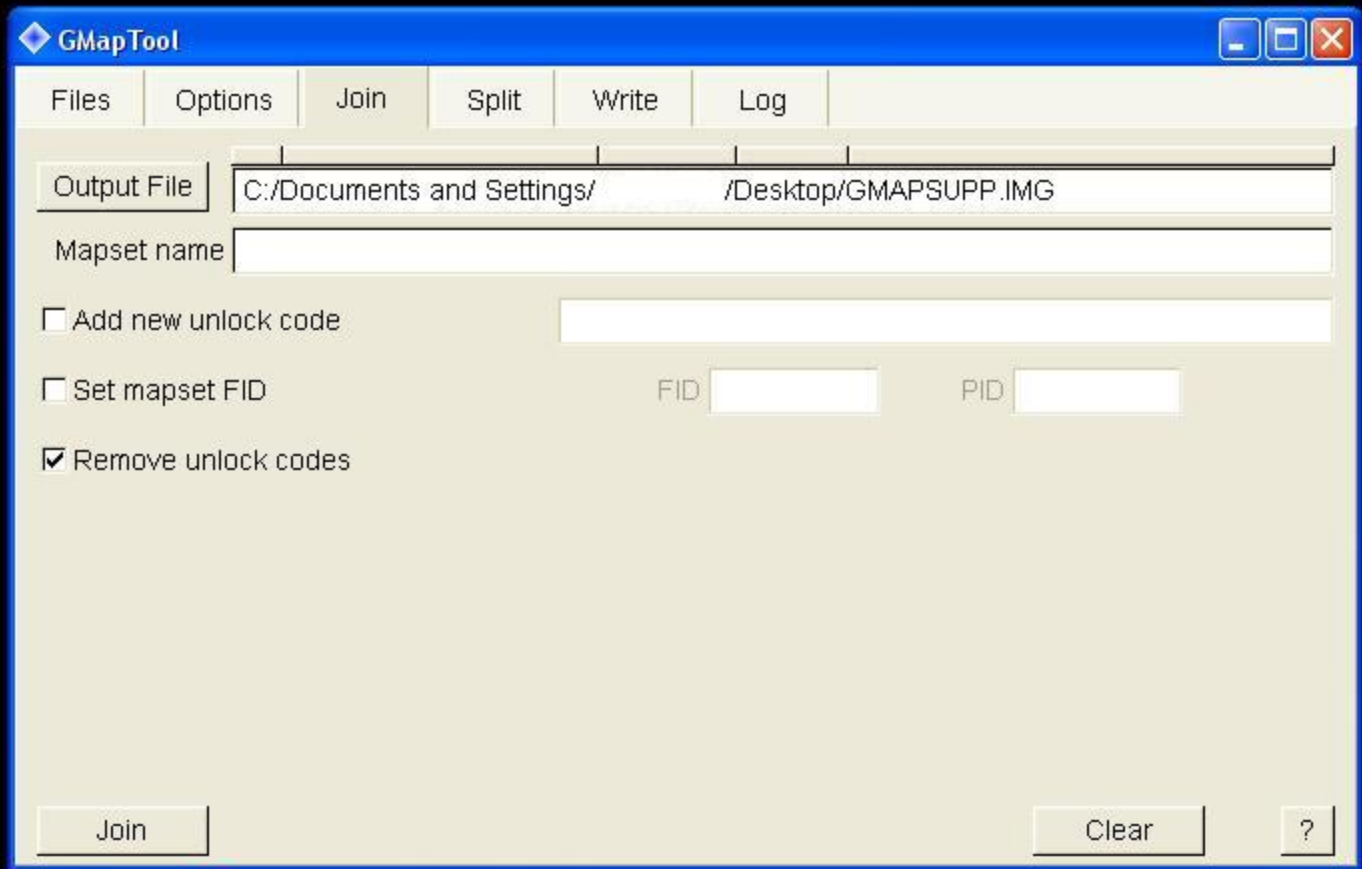 GMapTool
Files Options Join Split Write Log
Output File C:/Documents and Settings/ /Desktop/GMAPSUPP.IMG
Mapset name
Add new unlock code
Set mapset FID FID PID
Remove unlock codes
Join Clear ?